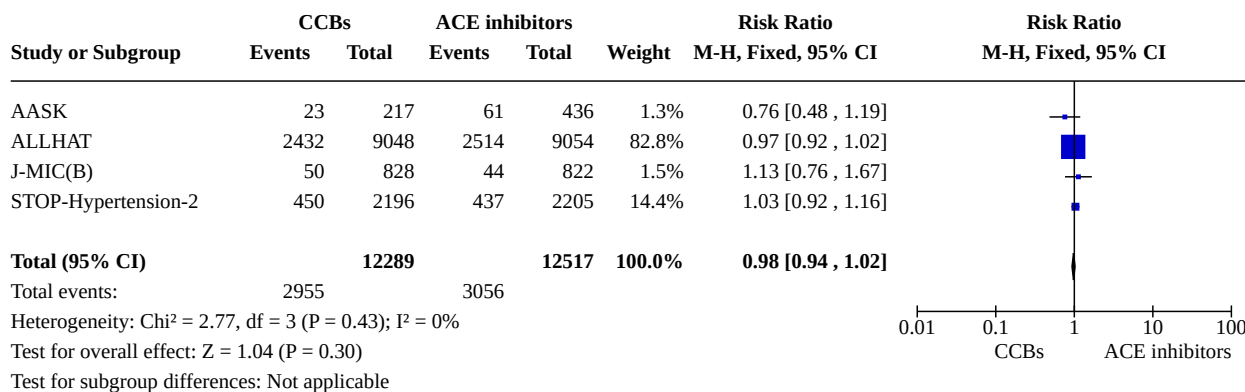 CCBs ACE inhibitors Risk Ratio Risk Ratio
Study or Subgroup Events Total Events Total Weight M-H, Fixed, 95% CI M-H, Fixed, 95% CI
AASK 23 217 61 436 1.3% 0.76 [0.48 , 1.19]
ALLHAT 2432 9048 2514 9054 82.8% 0.97 [0.92 , 1.02]
J-MIC(B) 50 828 44 822 1.5% 1.13 [0.76 , 1.67]
STOP-Hypertension-2 450 2196 437 2205 14.4% 1.03 [0.92 , 1.16]
Total (95% CI) 12289 12517 100.0% 0.98 [0.94 , 1.02]
Total events: 2955 3056
Heterogeneity: Chi² = 2.77, df = 3 (P = 0.43); I² = 0%
0.01 0.1 1 10 100
Test for overall effect: Z = 1.04 (P = 0.30)
CCBs ACE inhibitors
Test for subgroup differences: Not applicable